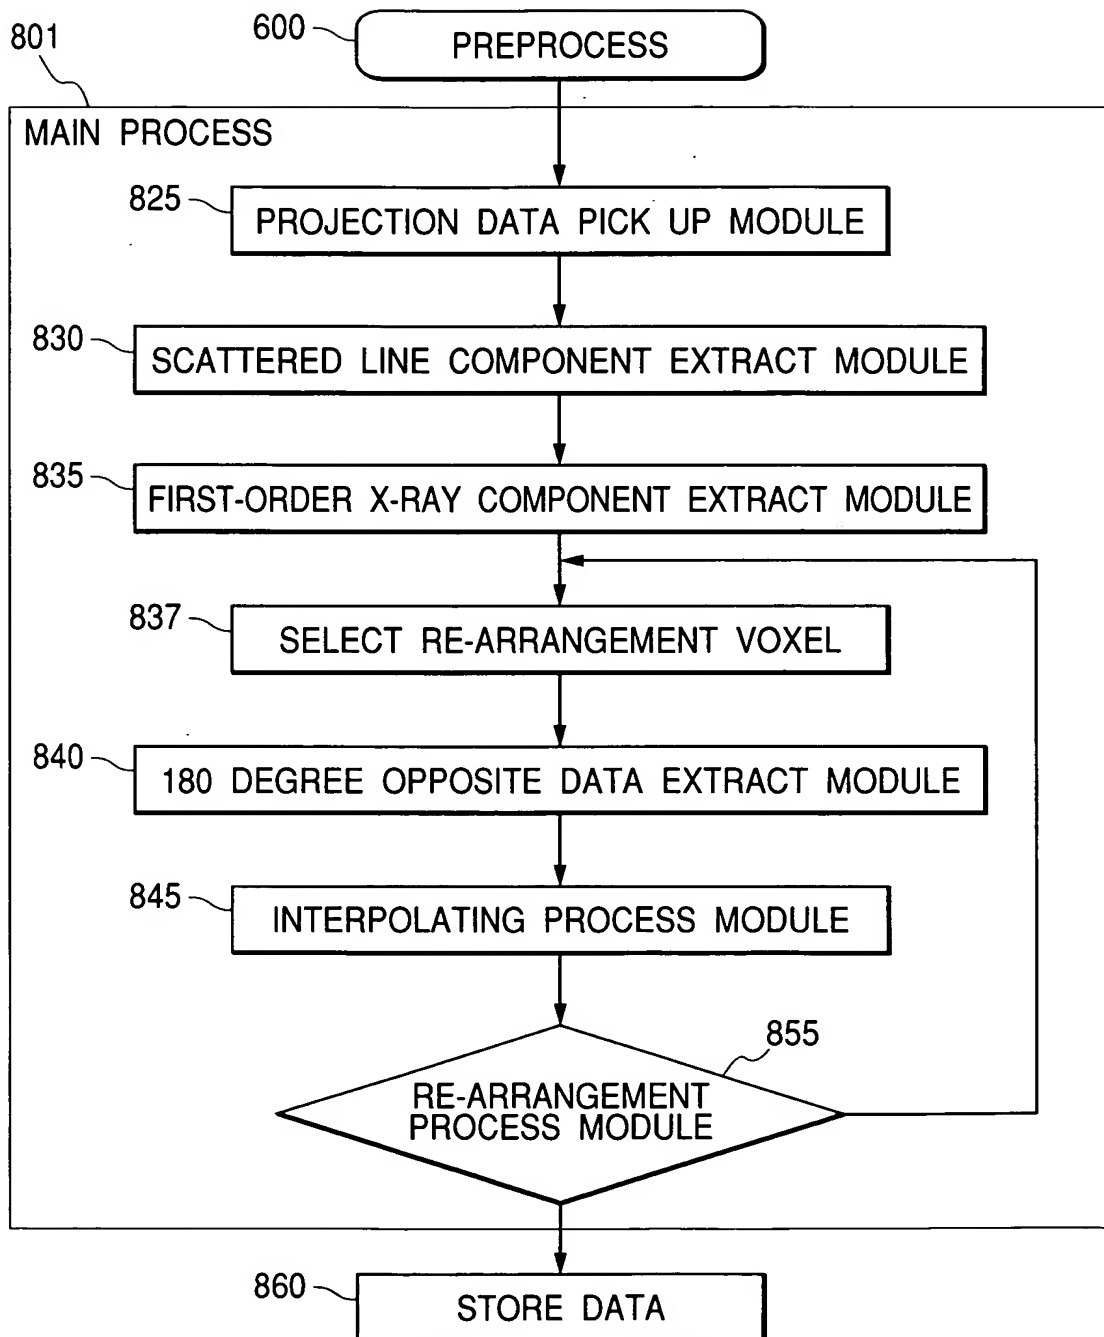 801
600
PREPROCESS
MAIN PROCESS
825
PROJECTION DATA PICK UP MODULE
830
SCATTERED LINE COMPONENT EXTRACT MODULE
835
FIRST-ORDER X-RAY COMPONENT EXTRACT MODULE
837
SELECT RE-ARRANGEMENT VOXEL
840
180 DEGREE OPPOSITE DATA EXTRACT MODULE
845
INTERPOLATING PROCESS MODULE
855
RE-ARRANGEMENT
PROCESS MODULE
860
STORE DATA